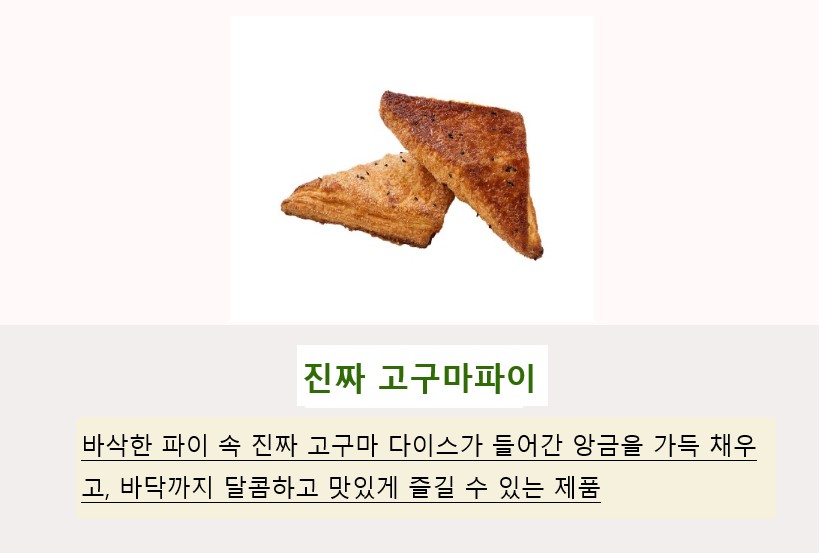 진짜 고구마파이
바삭한 파이 속 진짜 고구마 다이스가 들어간 앙금을 가득 채우
고, 바닥까지 달콤하고 맛있게 즐길 수 있는 제품